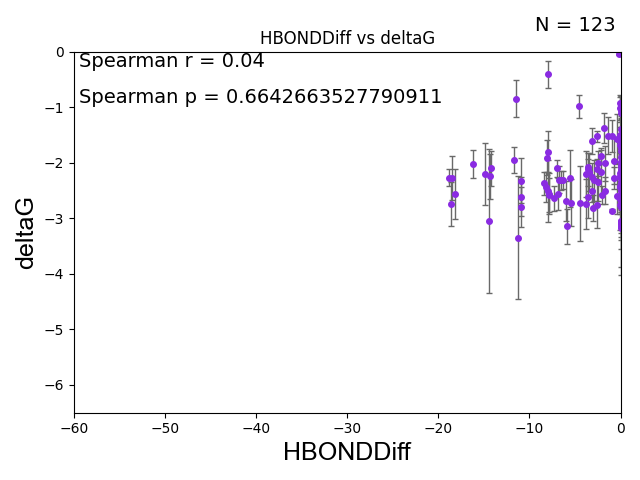 N = 123
HBONDDiff vs deltaG
Spearman r = 0.04
Spearman p = 0.6642663527790911
0
−1
−2
−3
−4
−5
−6
deltaG
−60 −50 −40 −30 −20 −10 0
HBONDDiff